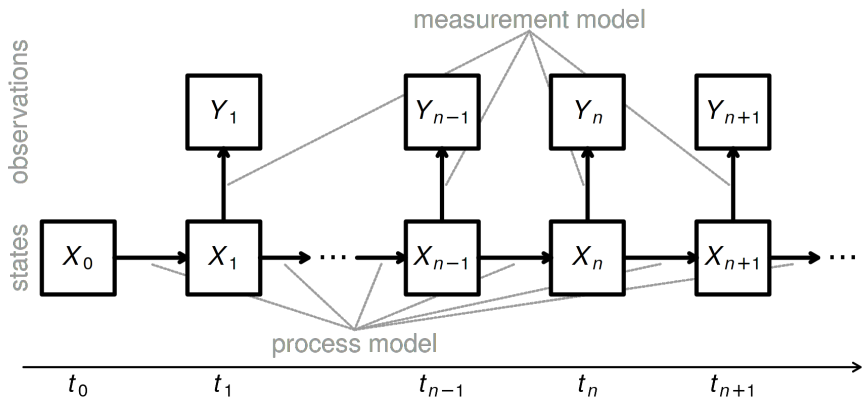 measurement model
observations
Y₁ Yₙ₋₁ Yₙ Yₙ₊₁
states
X₀ X₁ ⋯ Xₙ₋₁ Xₙ Xₙ₊₁ ⋯
process model
t₀ t₁ tₙ₋₁ tₙ tₙ₊₁